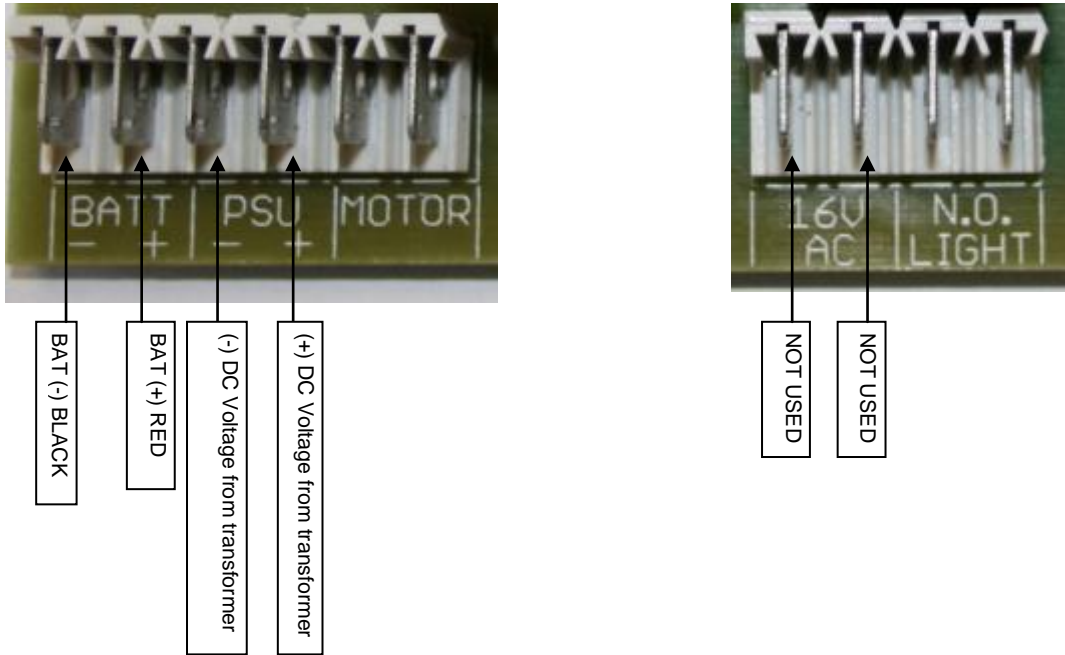 BATT PSU MOTOR
- + - +
16V N.O.
AC LIGHT
BAT (-) BLACK
BAT (+) RED
(-) DC Voltage from transformer
(+) DC Voltage from transformer
NOT USED
NOT USED